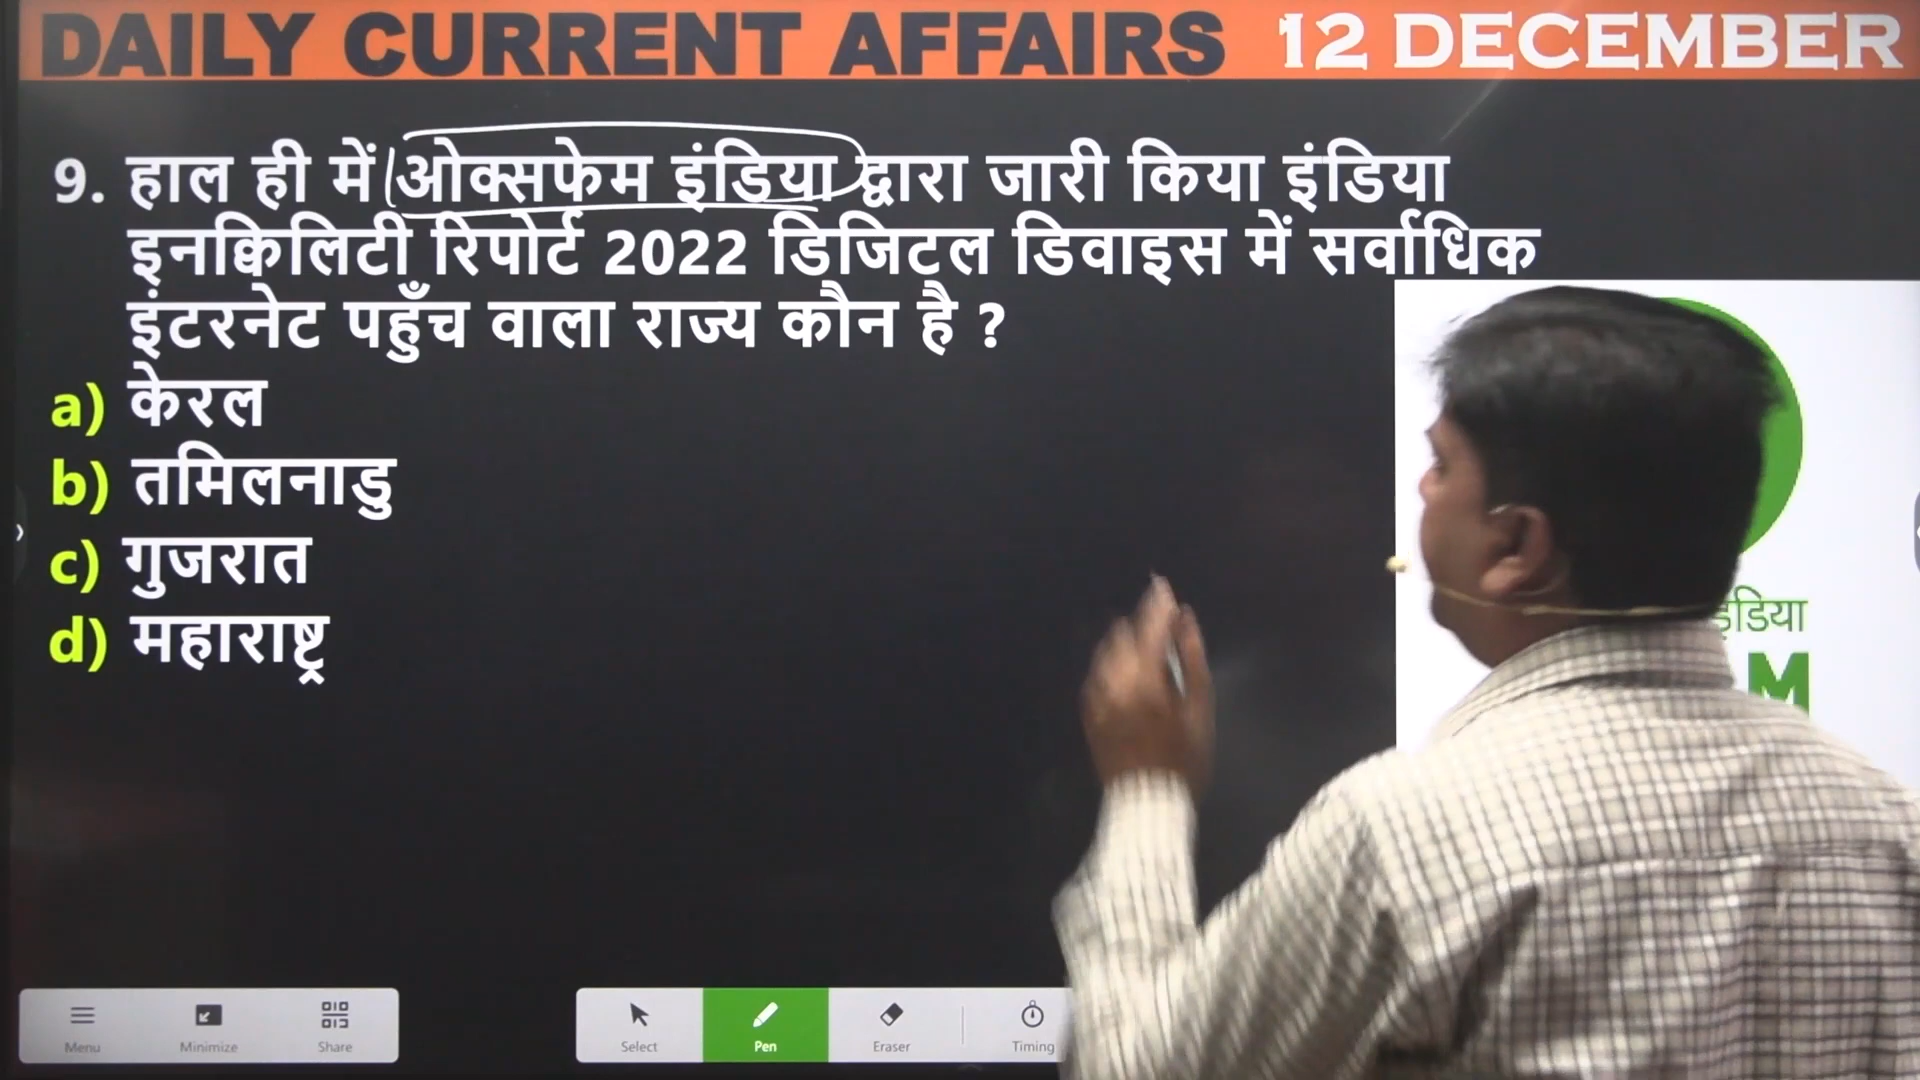 DAILY CURRENT AFFAIRS 12 DECEMBER
9. हाल ही में ओक्सफेम इंडिया द्वारा जारी किया इंडिया
इनक्विलिटी रिपोर्ट 2022 डिजिटल डिवाइस में सर्वाधिक
इंटरनेट पहुँच वाला राज्य कौन है ?
a) केरल
b) तमिलनाडु
c) गुजरात
d) महाराष्ट्र
इंडिया
M
Menu Minimize Share Select Pen Eraser Timing